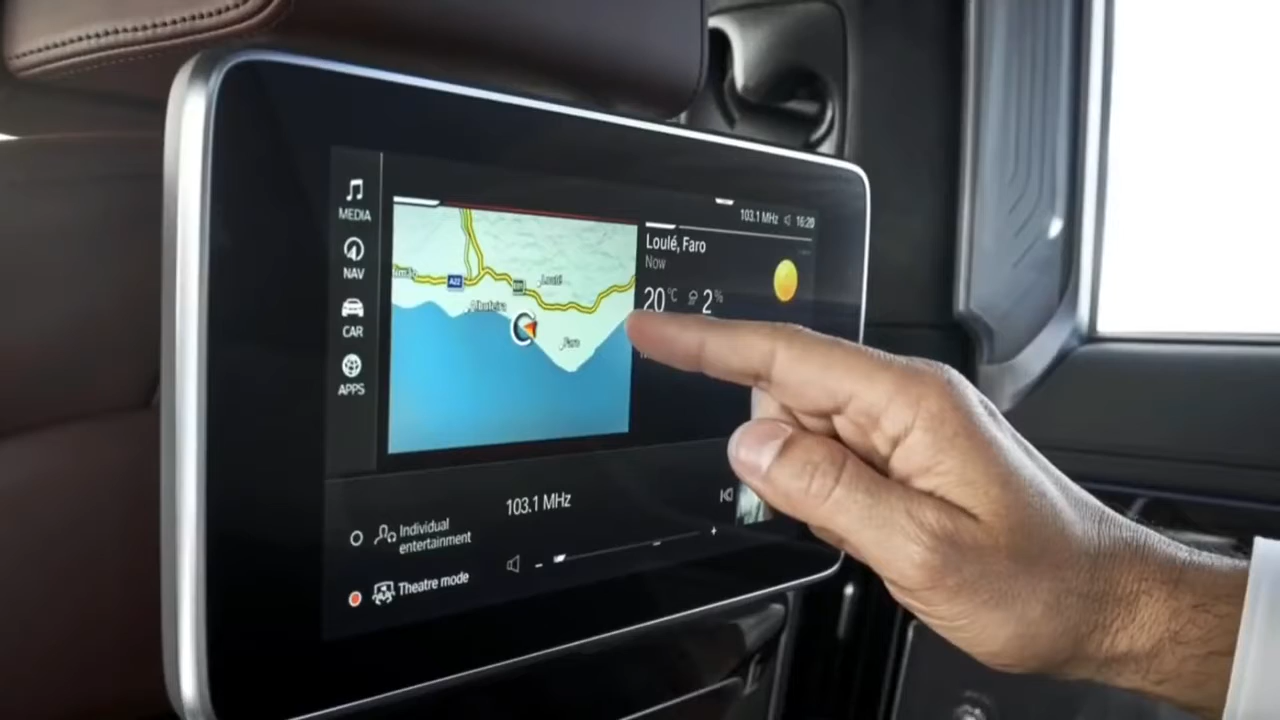 MEDIA
NAV
CAR
APPS
A22
Loulé
Albufeira
Faro
103.1 MHz 16:20
Loulé, Faro
Now
20°C 2%
103.1 MHz
Individual
entertainment
Theatre mode
- +